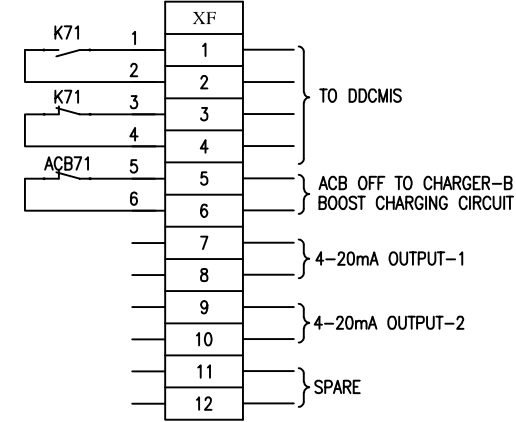 XF
K71 1 1
2 2
TO DDCMIS
K71 3 3
4 4
ACB71 5 5
ACB OFF TO CHARGER-B
BOOST CHARGING CIRCUIT
6 6
7
4-20mA OUTPUT-1
8
9
4-20mA OUTPUT-2
10
11
SPARE
12